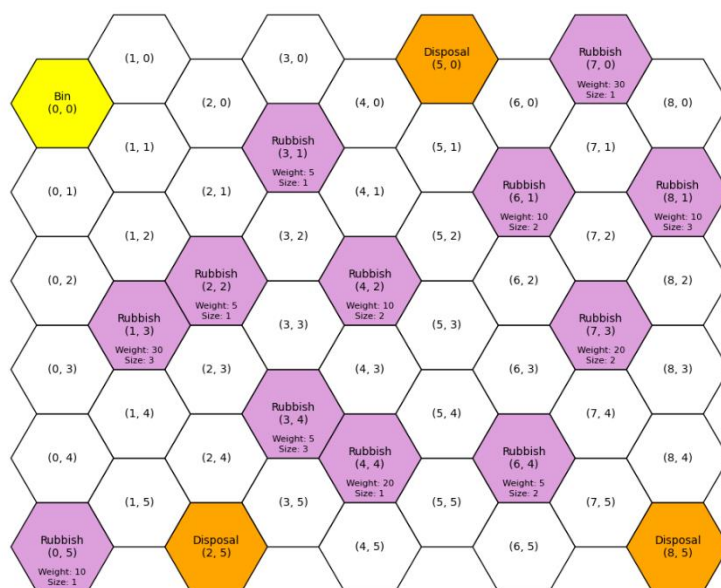 (1, 0)
(3, 0)
Disposal
(5, 0)
Rubbish
(7, 0)
Weight: 30
Size: 1
Bin
(0, 0)
(2, 0)
(4, 0)
(6, 0)
(8, 0)
(1, 1)
Rubbish
(3, 1)
Weight: 5
Size: 1
(5, 1)
(7, 1)
(0, 1)
(2, 1)
(4, 1)
Rubbish
(6, 1)
Weight: 10
Size: 2
Rubbish
(8, 1)
Weight: 10
Size: 3
(1, 2)
(3, 2)
(5, 2)
(7, 2)
(0, 2)
Rubbish
(2, 2)
Weight: 5
Size: 1
Rubbish
(4, 2)
Weight: 10
Size: 2
(6, 2)
(8, 2)
Rubbish
(1, 3)
Weight: 30
Size: 3
(3, 3)
(5, 3)
Rubbish
(7, 3)
Weight: 20
Size: 2
(0, 3)
(2, 3)
(4, 3)
(6, 3)
(8, 3)
(1, 4)
Rubbish
(3, 4)
Weight: 5
Size: 3
(5, 4)
(7, 4)
(0, 4)
(2, 4)
Rubbish
(4, 4)
Weight: 20
Size: 1
Rubbish
(6, 4)
Weight: 5
Size: 2
(8, 4)
(1, 5)
(3, 5)
(5, 5)
(7, 5)
Rubbish
(0, 5)
Weight: 10
Size: 1
Disposal
(2, 5)
(4, 5)
(6, 5)
Disposal
(8, 5)